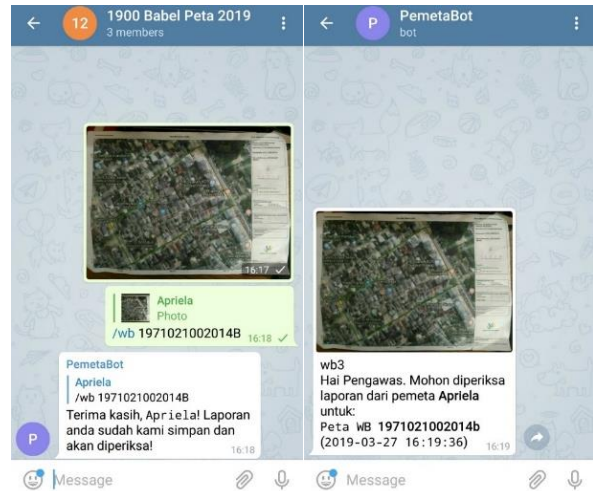 12
1900 Babel Peta 2019
3 members
16:17
Apriela
Photo
/wb 1971021002014B
16:18
PemetaBot
Apriela
/wb 1971021002014B
Terima kasih, Apriela! Laporan
anda sudah kami simpan dan
akan diperiksa!
16:18
P
Message
P
PemetaBot
bot
wb3
Hai Pengawas. Mohon diperiksa
laporan dari pemeta Apriela
untuk:
Peta WB 1971021002014b
(2019-03-27 16:19:36)
16:19
Message